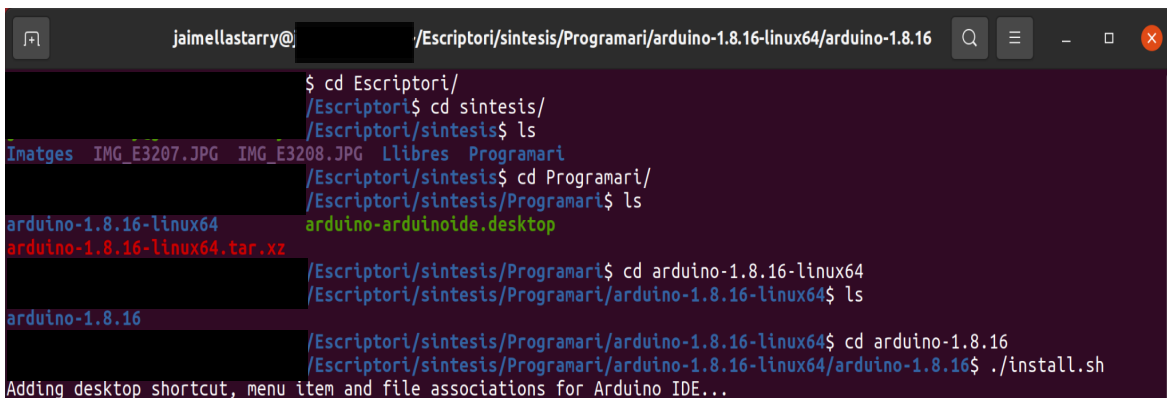 jaimellastarry@j /Escriptori/sintesis/Programari/arduino-1.8.16-linux64/arduino-1.8.16
$ cd Escriptori/
/Escriptori$ cd sintesis/
/Escriptori/sintesis$ ls
Imatges IMG_E3207.JPG IMG_E3208.JPG Llibres Programari
/Escriptori/sintesis$ cd Programari/
/Escriptori/sintesis/Programari$ ls
arduino-1.8.16-linux64 arduino-arduinoide.desktop
arduino-1.8.16-linux64.tar.xz
/Escriptori/sintesis/Programari$ cd arduino-1.8.16-linux64
/Escriptori/sintesis/Programari/arduino-1.8.16-linux64$ ls
arduino-1.8.16
/Escriptori/sintesis/Programari/arduino-1.8.16-linux64$ cd arduino-1.8.16
/Escriptori/sintesis/Programari/arduino-1.8.16-linux64/arduino-1.8.16$ ./install.sh
Adding desktop shortcut, menu item and file associations for Arduino IDE...